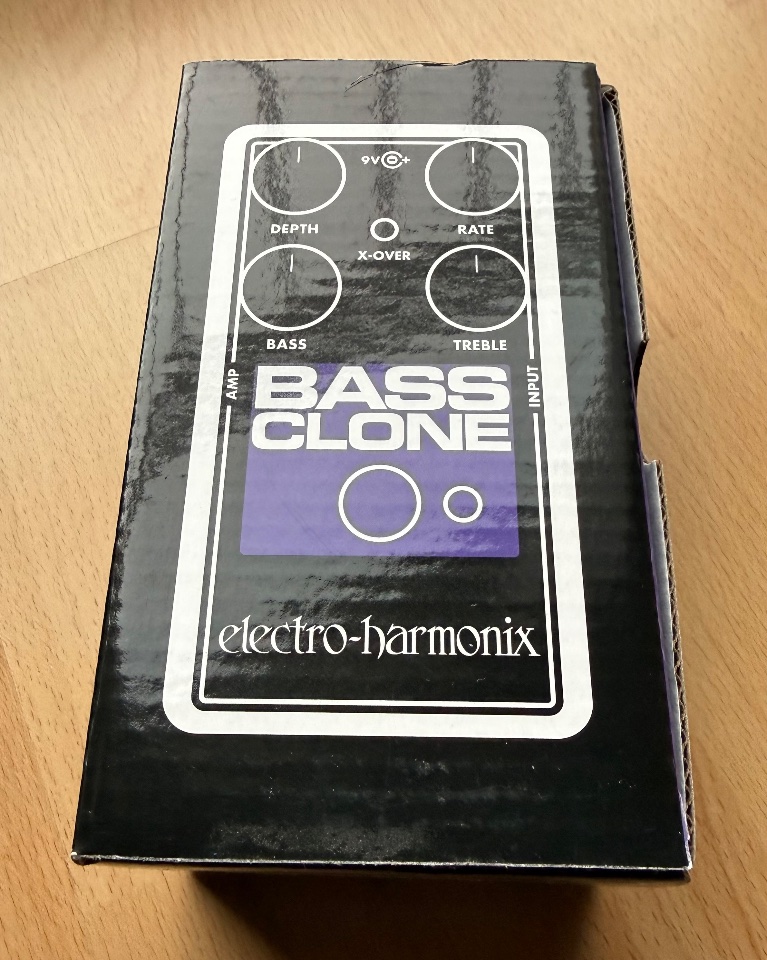 9V +
DEPTH
RATE
X-OVER
BASS
TREBLE
AMP
INPUT
BASS
CLONE
electro-harmonix